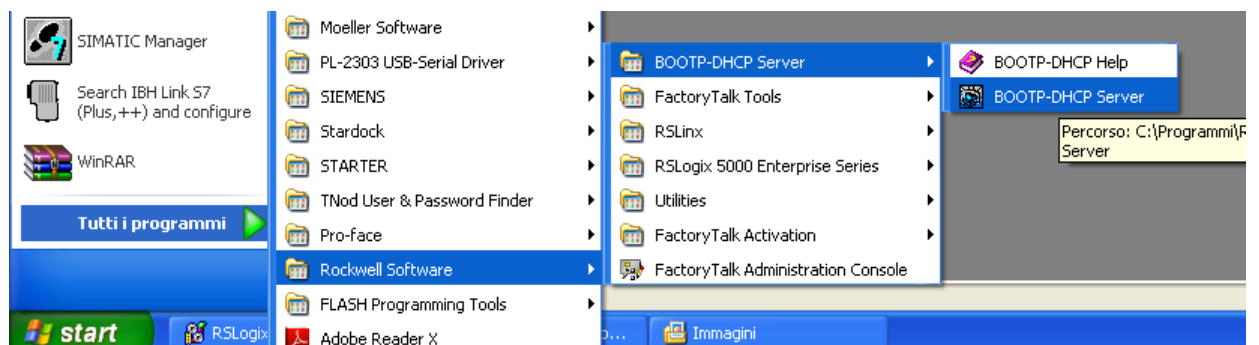 SIMATIC Manager
Search IBH Link S7
(Plus,++) and configure
WinRAR
Tutti i programmi
Moeller Software
PL-2303 USB-Serial Driver
SIEMENS
Stardock
STARTER
TNod User & Password Finder
Pro-face
Rockwell Software
FLASH Programming Tools
Adobe Reader X
BOOTP-DHCP Server
FactoryTalk Tools
RSLinx
RSLogix 5000 Enterprise Series
Utilities
FactoryTalk Activation
FactoryTalk Administration Console
BOOTP-DHCP Help
BOOTP-DHCP Server
Percorso: C:\Programmi\R
Server
start
RSLogix
Immagini